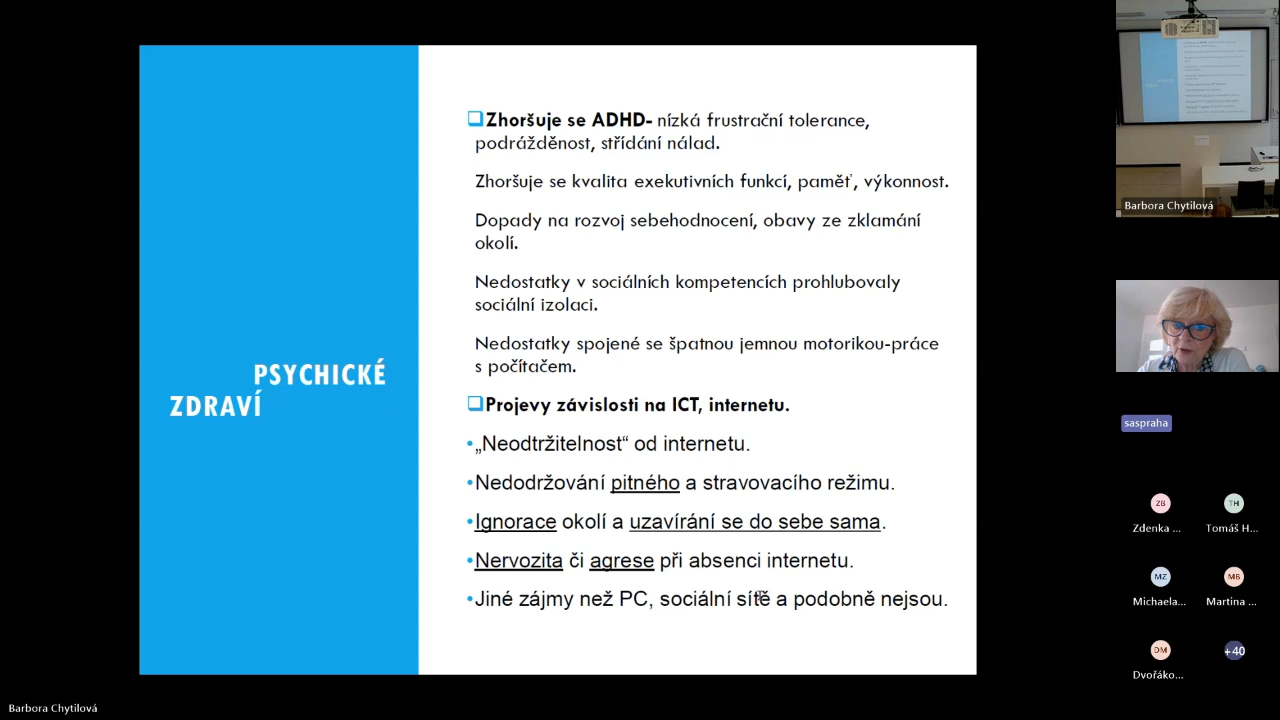 PSYCHICKÉ
ZDRAVÍ
Zhoršuje se ADHD- nízká frustrační tolerance,
podrážděnost, střídání nálad.
Zhoršuje se kvalita exekutivních funkcí, paměť, výkonnost.
Dopady na rozvoj sebehodnocení, obavy ze zklamání
okolí.
Nedostatky v sociálních kompetencích prohlubovaly
sociální izolaci.
Nedostatky spojené se špatnou jemnou motorikou-práce
s počítačem.
Projevy závislosti na ICT, internetu.
•„Neodtržitelnost“ od internetu.
•Nedodržování pitného a stravovacího režimu.
•Ignorace okolí a uzavírání se do sebe sama.
•Nervozita či agrese při absenci internetu.
•Jiné zájmy než PC, sociální sítě a podobně nejsou.
Barbora Chytilová
saspraha
ZB
TH
Zdenka ...
Tomáš H...
MZ
MB
Michaela...
Martina ...
DM
+40
Dvořáko...
Barbora Chytilová